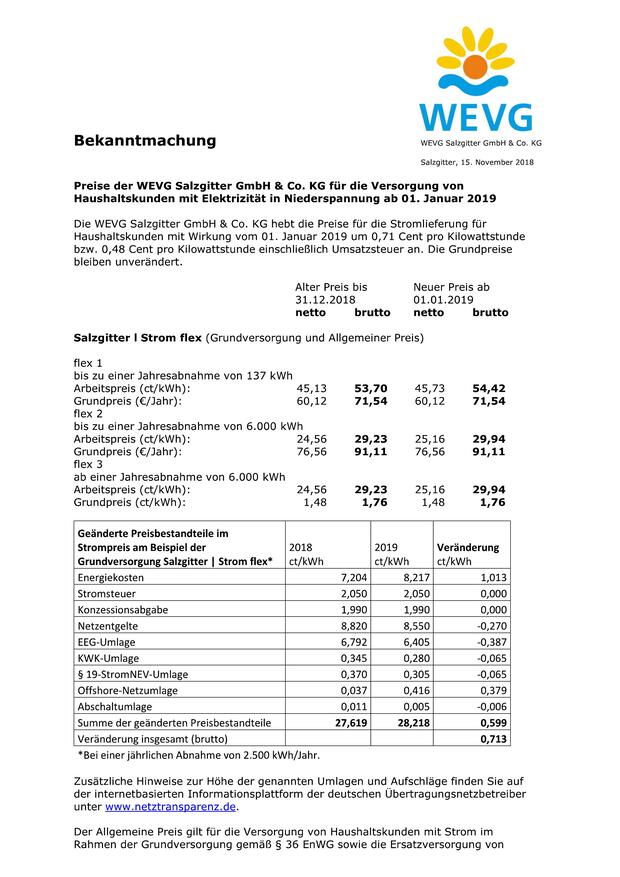 WEVG
WEVG Salzgitter GmbH & Co. KG
Bekanntmachung
Salzgitter, 15. November 2018
Preise der WEVG Salzgitter GmbH & Co. KG für die Versorgung von
Haushaltskunden mit Elektrizität in Niederspannung ab 01. Januar 2019
Die WEVG Salzgitter GmbH & Co. KG hebt die Preise für die Stromlieferung für
Haushaltskunden mit Wirkung vom 01. Januar 2019 um 0,71 Cent pro Kilowattstunde
bzw. 0,48 Cent pro Kilowattstunde einschließlich Umsatzsteuer an. Die Grundpreise
bleiben unverändert.
Alter Preis bis Neuer Preis ab
31.12.2018 01.01.2019
netto brutto netto brutto
Salzgitter l Strom flex (Grundversorgung und Allgemeiner Preis)
flex 1
bis zu einer Jahresabnahme von 137 kWh
Arbeitspreis (ct/kWh): 45,13 53,70 45,73 54,42
Grundpreis (€/Jahr): 60,12 71,54 60,12 71,54
flex 2
bis zu einer Jahresabnahme von 6.000 kWh
Arbeitspreis (ct/kWh): 24,56 29,23 25,16 29,94
Grundpreis (€/Jahr): 76,56 91,11 76,56 91,11
flex 3
ab einer Jahresabnahme von 6.000 kWh
Arbeitspreis (ct/kWh): 24,56 29,23 25,16 29,94
Grundpreis (ct/kWh): 1,48 1,76 1,48 1,76
Geänderte Preisbestandteile im
Strompreis am Beispiel der 2018 2019 Veränderung
Grundversorgung Salzgitter | Strom flex* ct/kWh ct/kWh ct/kWh
Energiekosten 7,204 8,217 1,013
Stromsteuer 2,050 2,050 0,000
Konzessionsabgabe 1,990 1,990 0,000
Netzentgelte 8,820 8,550 -0,270
EEG-Umlage 6,792 6,405 -0,387
KWK-Umlage 0,345 0,280 -0,065
§ 19-StromNEV-Umlage 0,370 0,305 -0,065
Offshore-Netzumlage 0,037 0,416 0,379
Abschaltumlage 0,011 0,005 -0,006
Summe der geänderten Preisbestandteile 27,619 28,218 0,599
Veränderung insgesamt (brutto) 0,713
*Bei einer jährlichen Abnahme von 2.500 kWh/Jahr.
Zusätzliche Hinweise zur Höhe der genannten Umlagen und Aufschläge finden Sie auf
der internetbasierten Informationsplattform der deutschen Übertragungsnetzbetreiber
unter www.netztransparenz.de.
Der Allgemeine Preis gilt für die Versorgung von Haushaltskunden mit Strom im
Rahmen der Grundversorgung gemäß § 36 EnWG sowie die Ersatzversorgung von